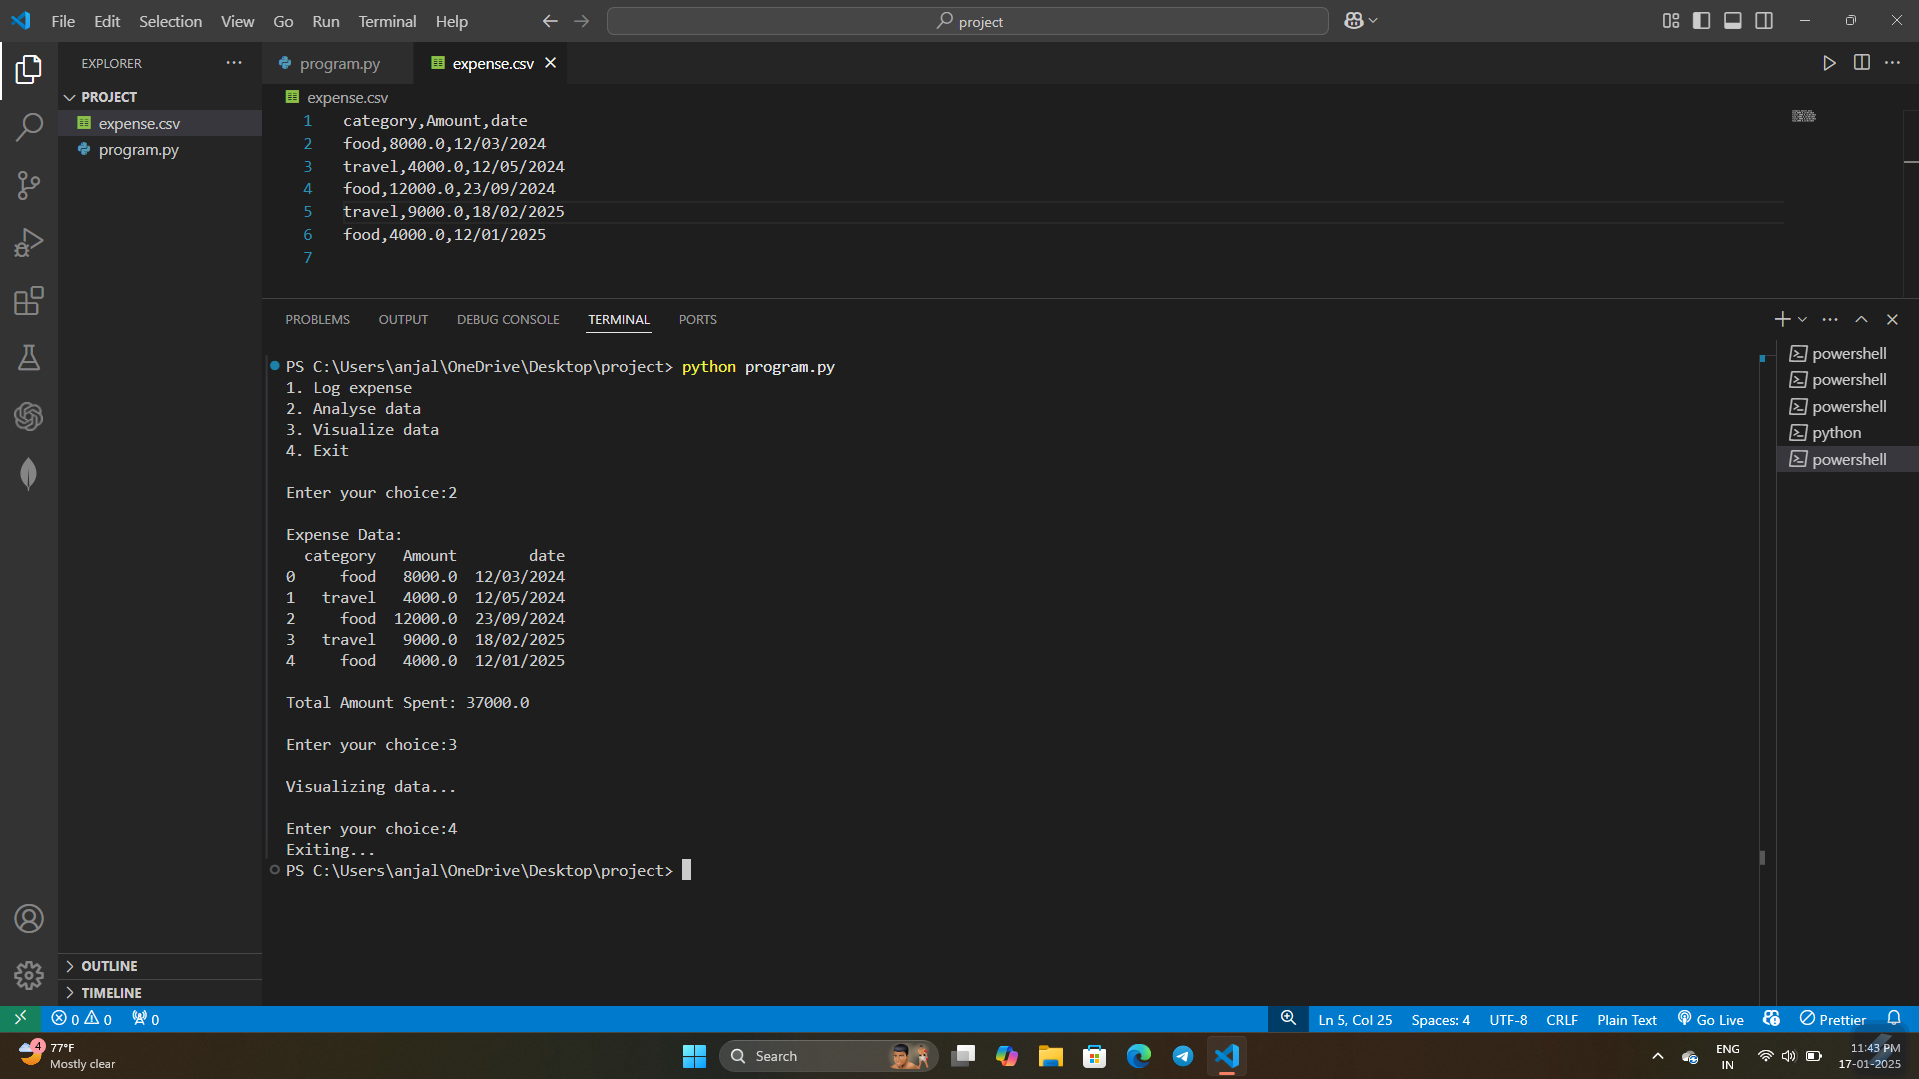 File Edit Selection View Go Run Terminal Help
project
EXPLORER
PROJECT
expense.csv
program.py
OUTLINE
TIMELINE
program.py
expense.csv
expense.csv
1 category,Amount,date
2 food,8000.0,12/03/2024
3 travel,4000.0,12/05/2024
4 food,12000.0,23/09/2024
5 travel,9000.0,18/02/2025
6 food,4000.0,12/01/2025
7
PROBLEMS OUTPUT DEBUG CONSOLE TERMINAL PORTS
PS C:\Users\anjal\OneDrive\Desktop\project> python program.py
1. Log expense
2. Analyse data
3. Visualize data
4. Exit
Enter your choice:2
Expense Data:
category Amount date
0 food 8000.0 12/03/2024
1 travel 4000.0 12/05/2024
2 food 12000.0 23/09/2024
3 travel 9000.0 18/02/2025
4 food 4000.0 12/01/2025
Total Amount Spent: 37000.0
Enter your choice:3
Visualizing data...
Enter your choice:4
Exiting...
PS C:\Users\anjal\OneDrive\Desktop\project>
powershell
powershell
powershell
python
powershell
0 0 0
Ln 5, Col 25 Spaces: 4 UTF-8 CRLF Plain Text Go Live Prettier
4
77°F
Mostly clear
Search
ENG
IN
11:43 PM
17-01-2025